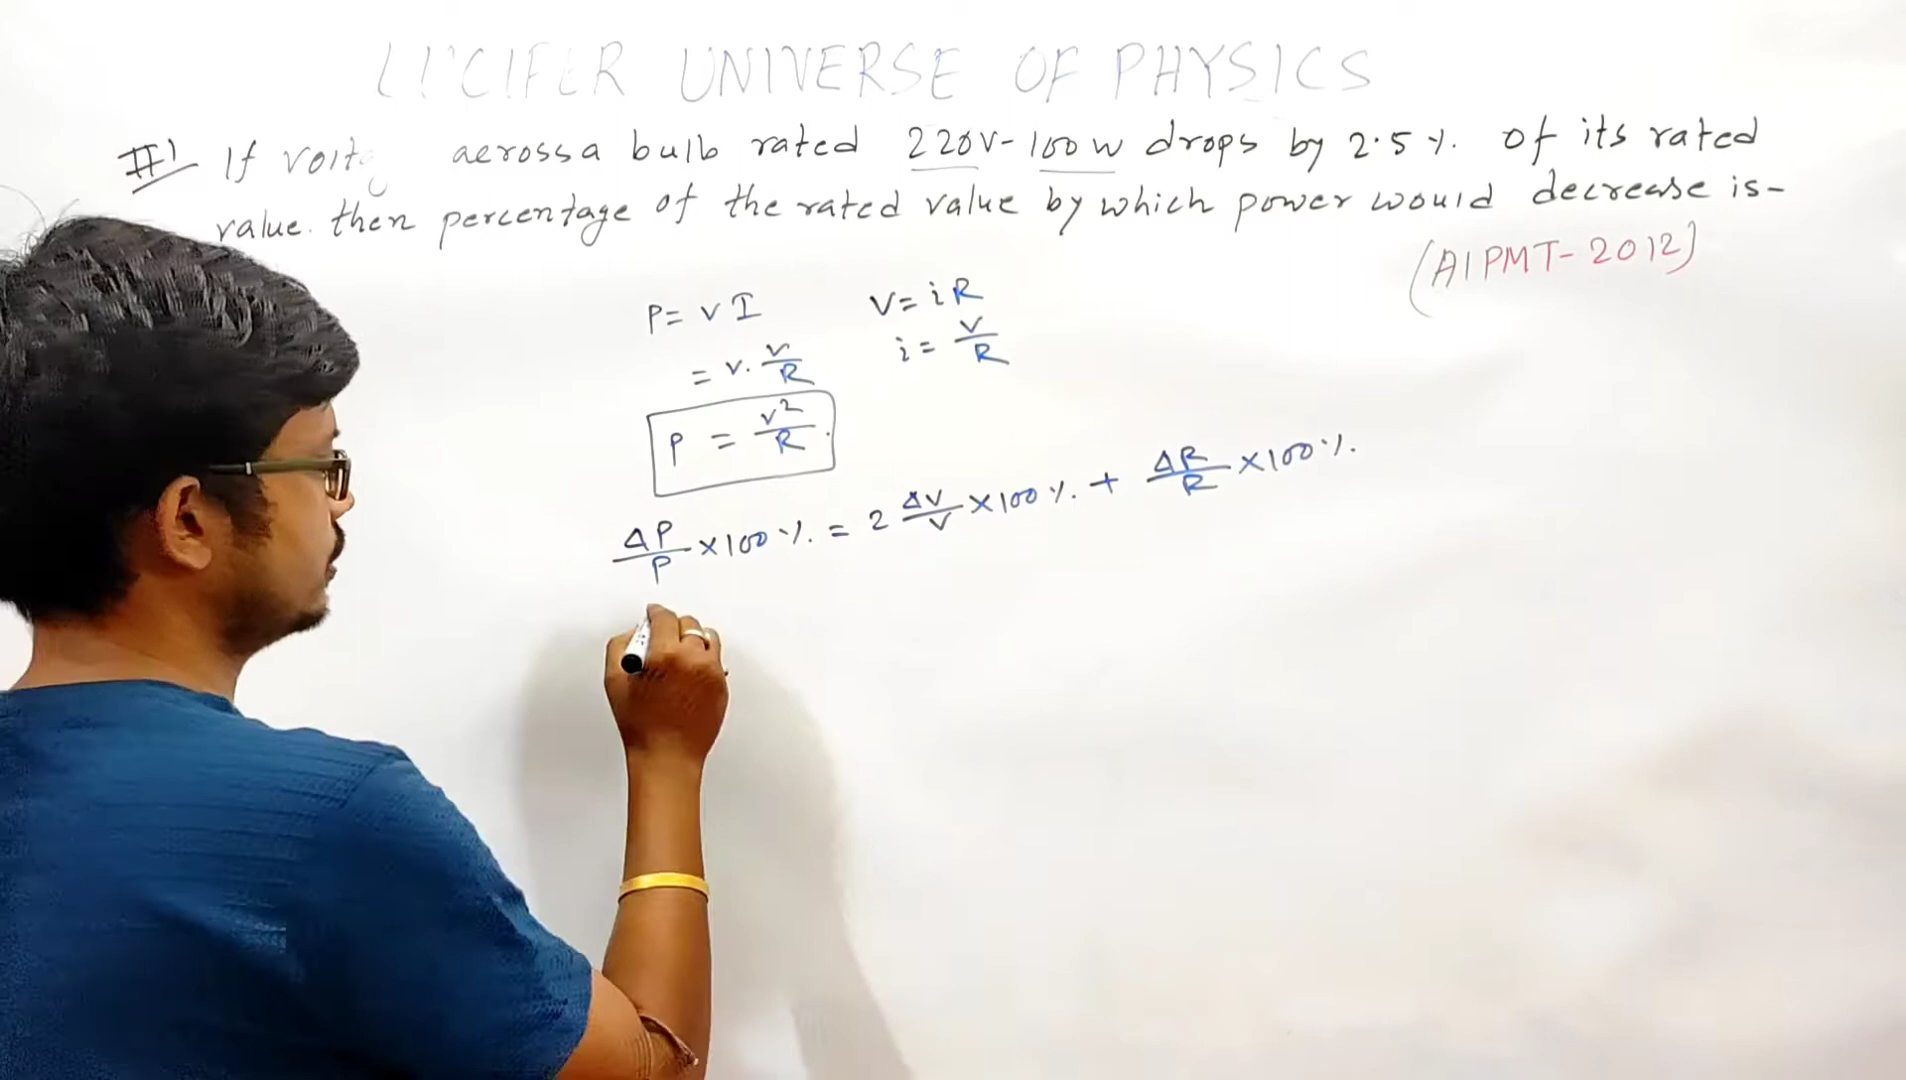 LUCIFER UNIVERSE OF PHYSICS
#1 If across a bulb rated 220V-100W drops by 2.5%. of its rated
value. then percentage of the rated value by which power would decrease is-
(AIPMT-2012)
P= VI V= iR
= V. V/R i= V/R
P = V²/R.
ΔP/P ×100%. = 2 ΔV/V ×100%. + ΔR/R ×100%.